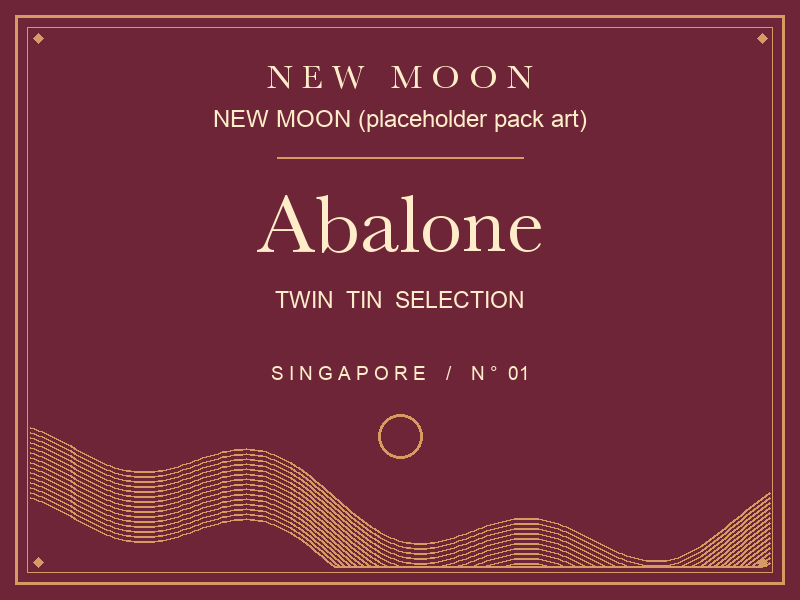 NEW MOON
NEW MOON (placeholder pack art)
Abalone
TWIN TIN SELECTION
SINGAPORE / N° 01